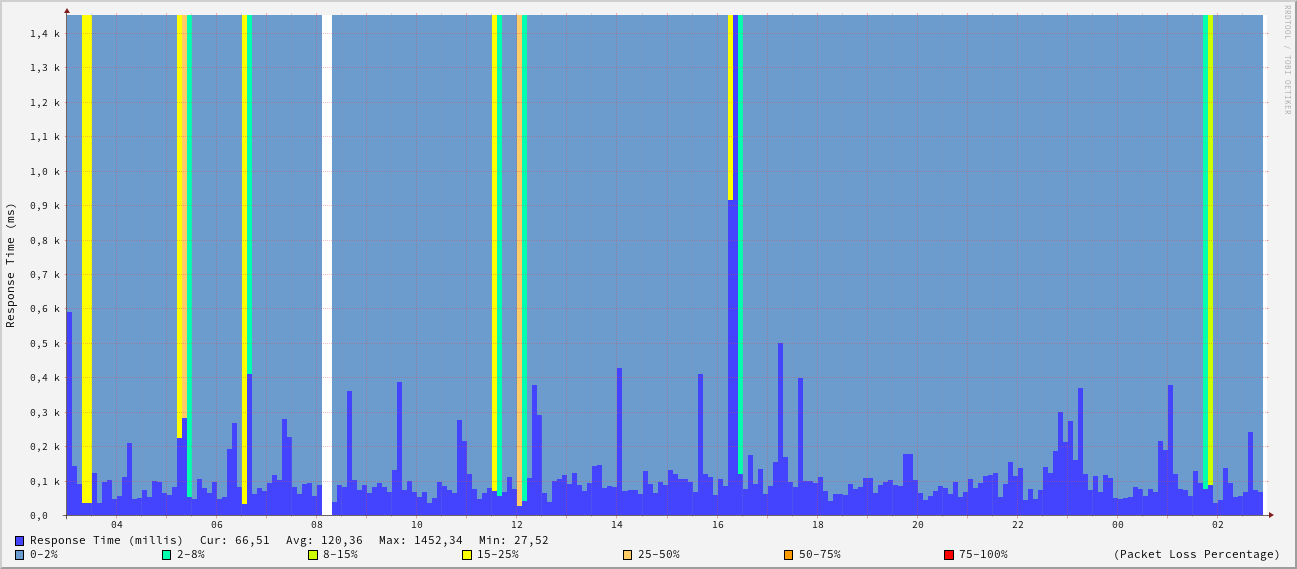 RRDTOOL / TOBI OETIKER
Response Time (ms)
1,4 k
1,3 k
1,2 k
1,1 k
1,0 k
0,9 k
0,8 k
0,7 k
0,6 k
0,5 k
0,4 k
0,3 k
0,2 k
0,1 k
0,0
04 06 08 10 12 14 16 18 20 22 00 02
Response Time (millis) Cur: 66,51 Avg: 120,36 Max: 1452,34 Min: 27,52
0-2% 2-8% 8-15% 15-25% 25-50% 50-75% 75-100% (Packet Loss Percentage)